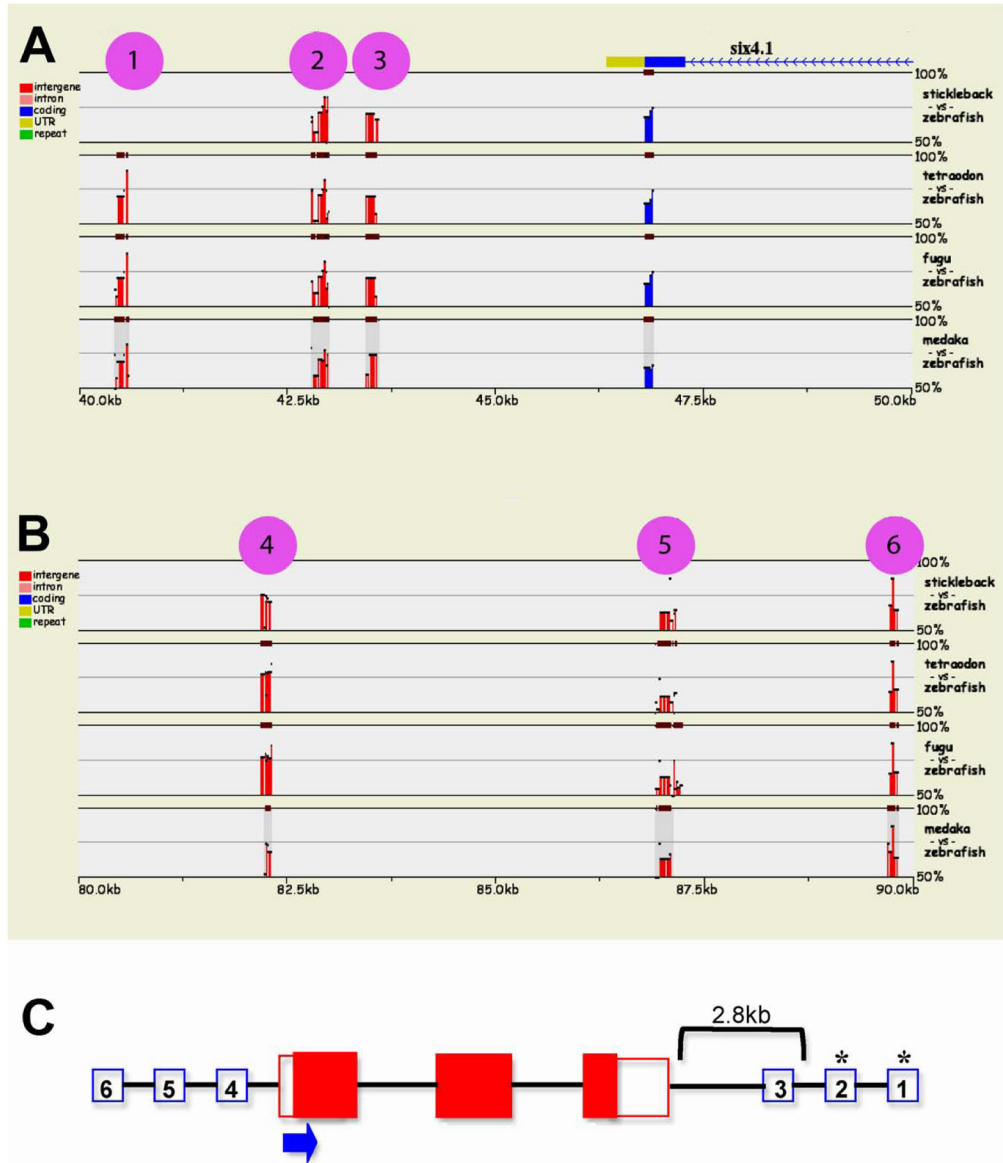 A
1
2
3
six4.1
intergene
intron
coding
UTR
repeat
100%
stickleback
- vs -
zebrafish
50%
100%
tetraodon
- vs -
zebrafish
50%
100%
fugu
- vs -
zebrafish
50%
100%
medaka
- vs -
zebrafish
50%
40.0kb 42.5kb 45.0kb 47.5kb 50.0kb
B
4
5
6
intergene
intron
coding
UTR
repeat
100%
stickleback
- vs -
zebrafish
50%
100%
tetraodon
- vs -
zebrafish
50%
100%
fugu
- vs -
zebrafish
50%
100%
medaka
- vs -
zebrafish
50%
80.0kb 82.5kb 85.0kb 87.5kb 90.0kb
C
2.8kb
* *
6 5 4 3 2 1